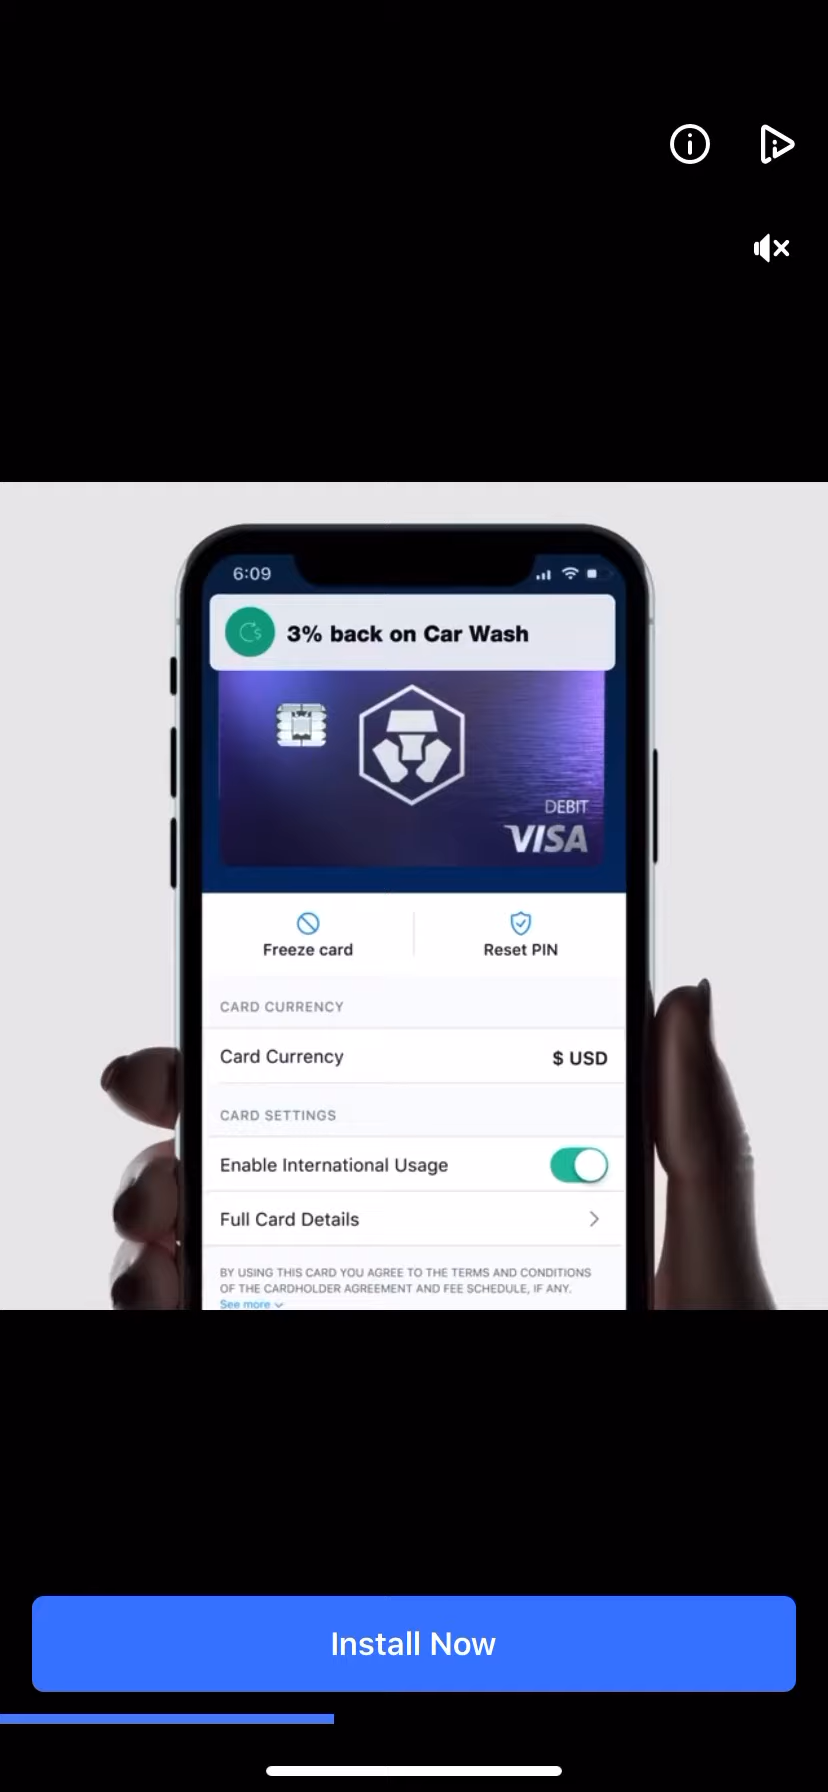 6:09
3% back on Car Wash
DEBIT
VISA
Freeze card
Reset PIN
CARD CURRENCY
Card Currency
$ USD
CARD SETTINGS
Enable International Usage
Full Card Details
BY USING THIS CARD YOU AGREE TO THE TERMS AND CONDITIONS
OF THE CARDHOLDER AGREEMENT AND FEE SCHEDULE, IF ANY.
See more
Install Now